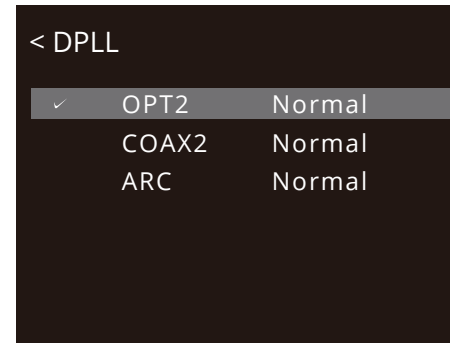 < DPLL
✓ OPT2 Normal
COAX2 Normal
ARC Normal